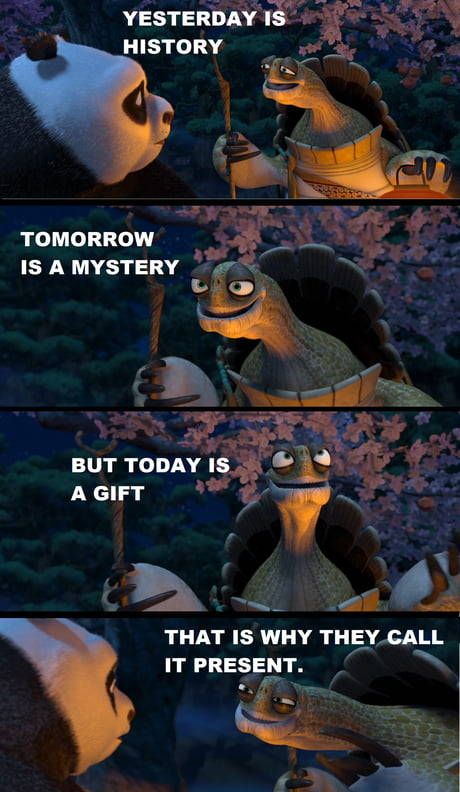 YESTERDAY IS
HISTORY
TOMORROW
IS A MYSTERY
BUT TODAY IS
A GIFT
THAT IS WHY THEY CALL
IT PRESENT.